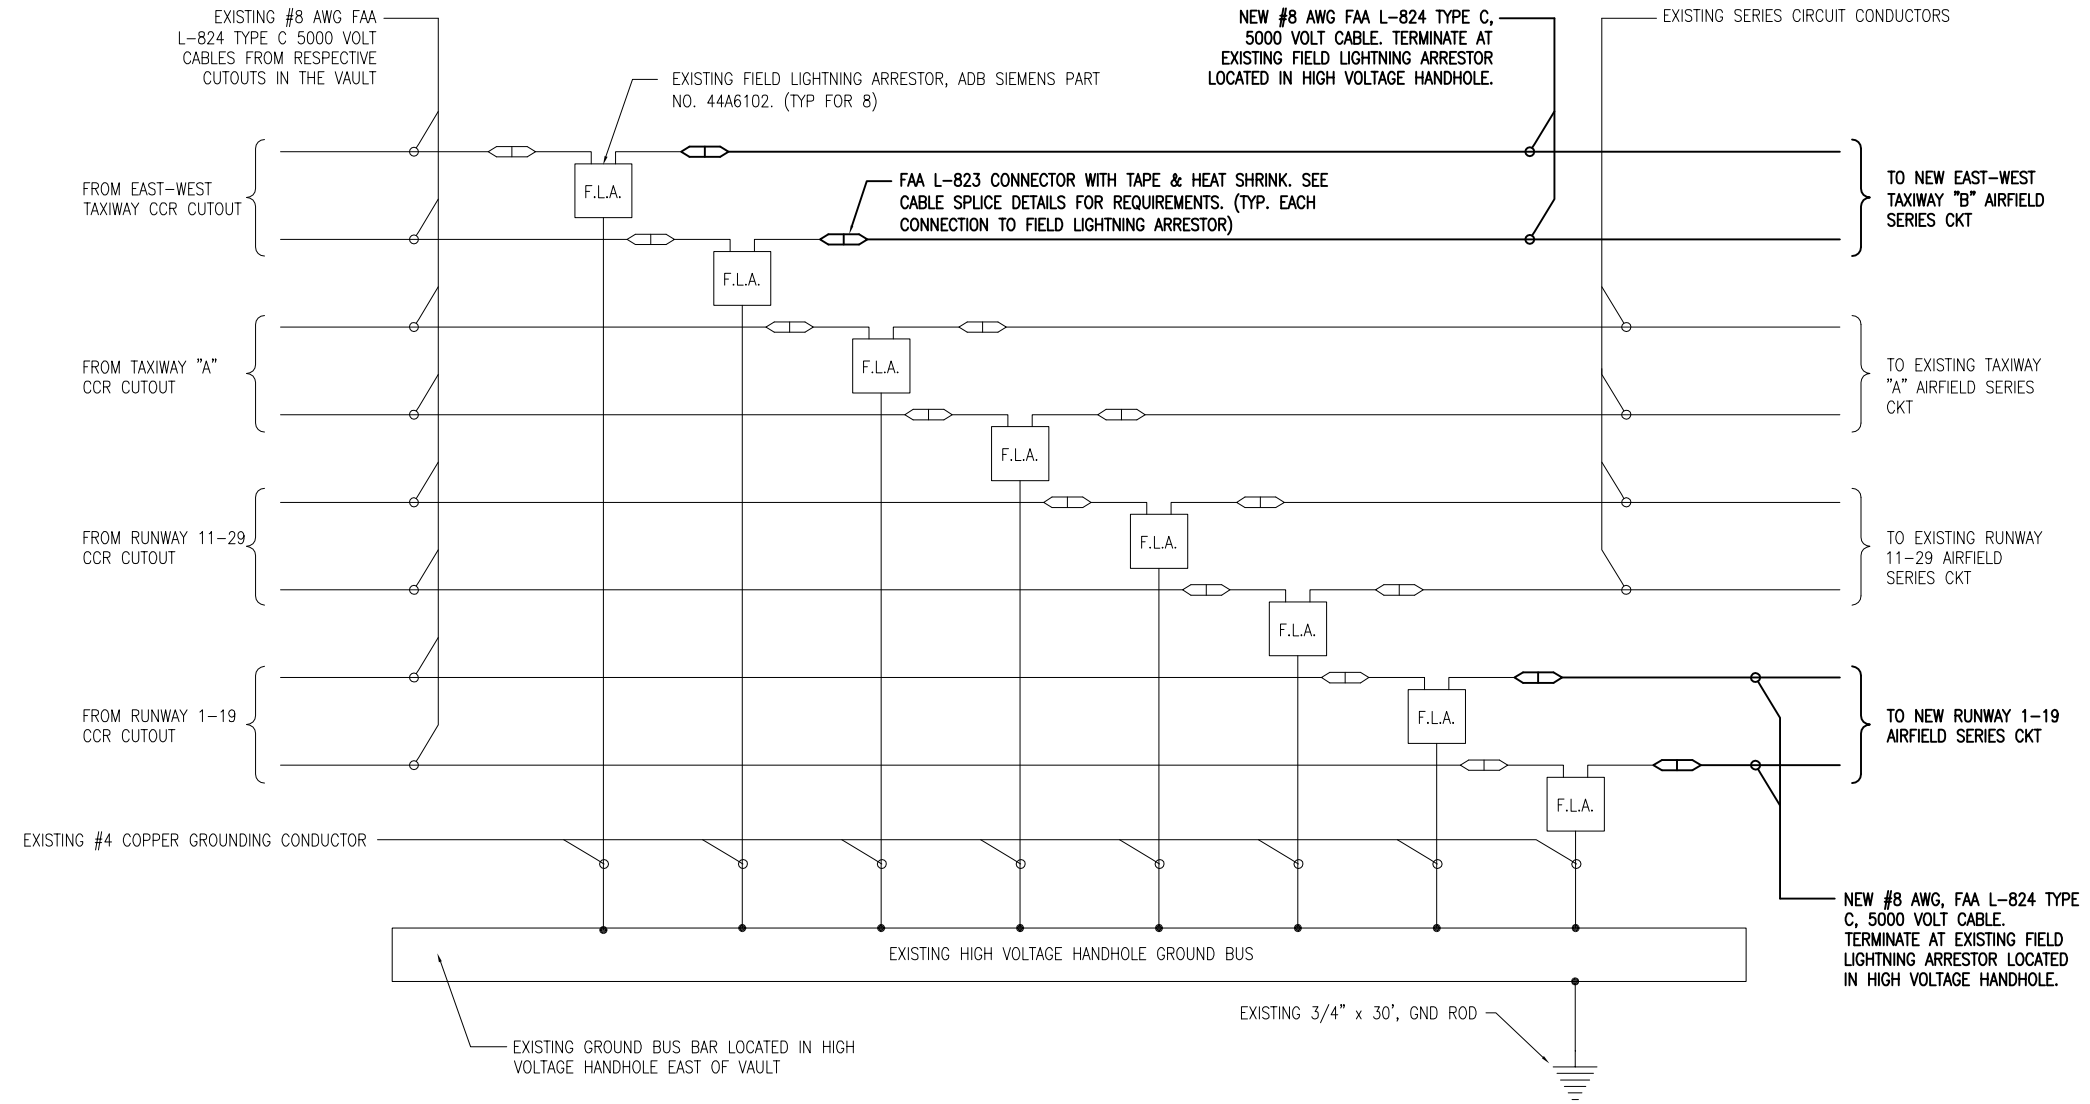 EXISTING #8 AWG FAA
L-824 TYPE C 5000 VOLT
CABLES FROM RESPECTIVE
CUTOUTS IN THE VAULT
EXISTING FIELD LIGHTNING ARRESTOR, ADB SIEMENS PART
NO. 44A6102. (TYP FOR 8)
NEW #8 AWG FAA L-824 TYPE C,
5000 VOLT CABLE. TERMINATE AT
EXISTING FIELD LIGHTNING ARRESTOR
LOCATED IN HIGH VOLTAGE HANDHOLE.
EXISTING SERIES CIRCUIT CONDUCTORS
FROM EAST-WEST
TAXIWAY CCR CUTOUT
F.L.A.
FAA L-823 CONNECTOR WITH TAPE & HEAT SHRINK. SEE
CABLE SPLICE DETAILS FOR REQUIREMENTS. (TYP. EACH
CONNECTION TO FIELD LIGHTNING ARRESTOR)
TO NEW EAST-WEST
TAXIWAY "B" AIRFIELD
SERIES CKT
F.L.A.
FROM TAXIWAY "A"
CCR CUTOUT
F.L.A.
TO EXISTING TAXIWAY
"A" AIRFIELD SERIES
CKT
F.L.A.
FROM RUNWAY 11-29
CCR CUTOUT
F.L.A.
TO EXISTING RUNWAY
11-29 AIRFIELD
SERIES CKT
F.L.A.
FROM RUNWAY 1-19
CCR CUTOUT
F.L.A.
TO NEW RUNWAY 1-19
AIRFIELD SERIES CKT
F.L.A.
EXISTING #4 COPPER GROUNDING CONDUCTOR
NEW #8 AWG, FAA L-824 TYPE
C, 5000 VOLT CABLE.
TERMINATE AT EXISTING FIELD
LIGHTNING ARRESTOR LOCATED
IN HIGH VOLTAGE HANDHOLE.
EXISTING HIGH VOLTAGE HANDHOLE GROUND BUS
EXISTING 3/4" x 30', GND ROD
EXISTING GROUND BUS BAR LOCATED IN HIGH
VOLTAGE HANDHOLE EAST OF VAULT